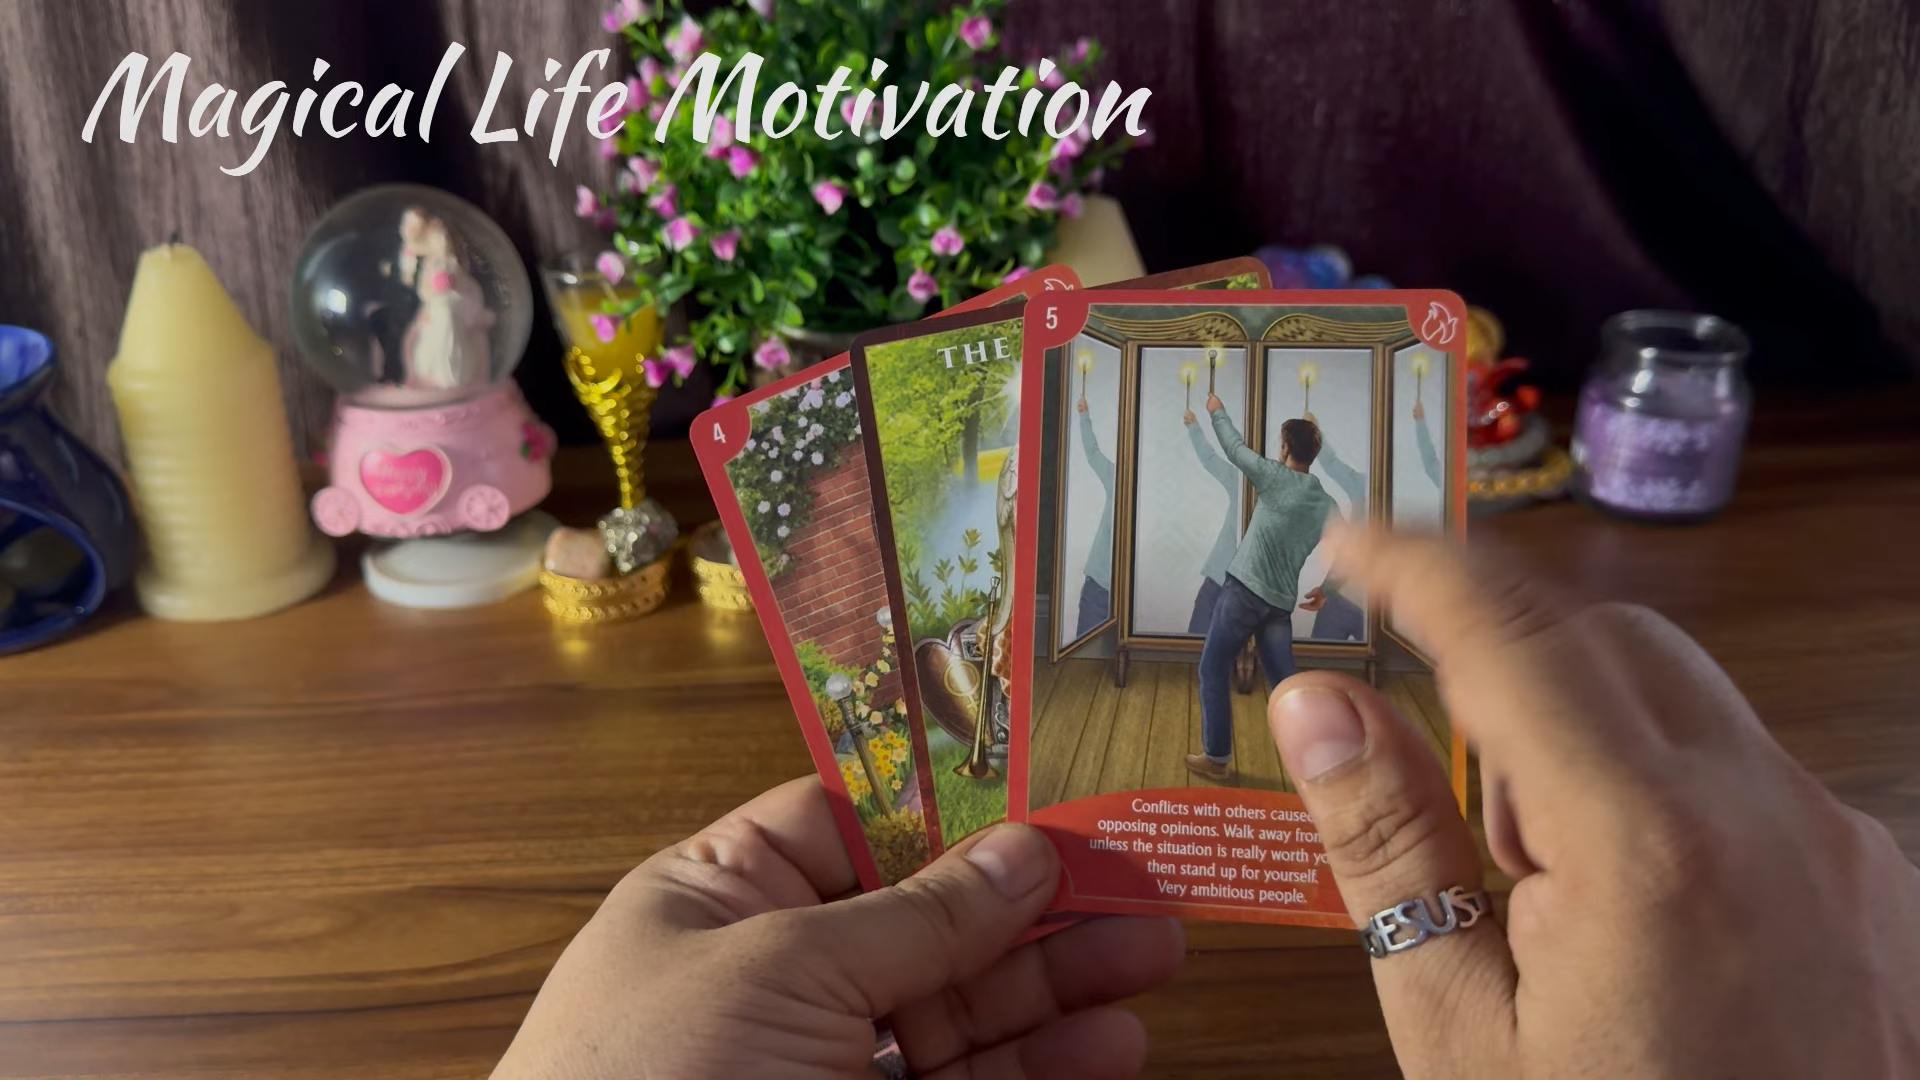 Magical Life Motivation
4
THE
5
Conflicts with others caused
opposing opinions. Walk away from
unless the situation is really worth
then stand up for yourself.
Very ambitious people.
JESUS